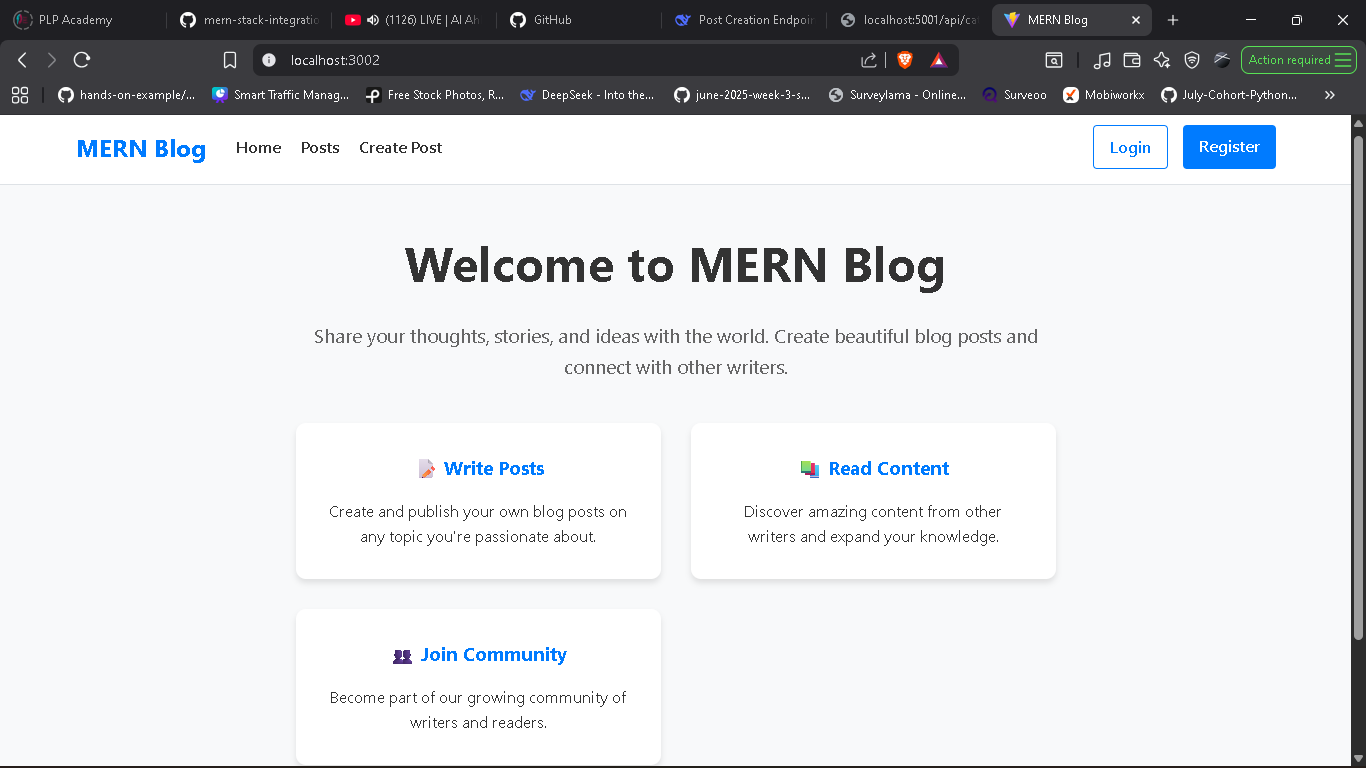 PLP Academy
mern-stack-integratio
(1126) LIVE | AI Ah
GitHub
Post Creation Endpoin
localhost:5001/api/ca
MERN Blog
localhost:3002
Action required
hands-on-example/...
Smart Traffic Manag...
Free Stock Photos, R...
DeepSeek - Into the...
june-2025-week-3-s...
Surveylama - Online...
Surveoo
Mobiworkx
July-Cohort-Python...
MERN Blog
Home
Posts
Create Post
Login
Register
Welcome to MERN Blog
Share your thoughts, stories, and ideas with the world. Create beautiful blog posts and
connect with other writers.
📝 Write Posts
Create and publish your own blog posts on
any topic you're passionate about.
📚 Read Content
Discover amazing content from other
writers and expand your knowledge.
👥 Join Community
Become part of our growing community of
writers and readers.